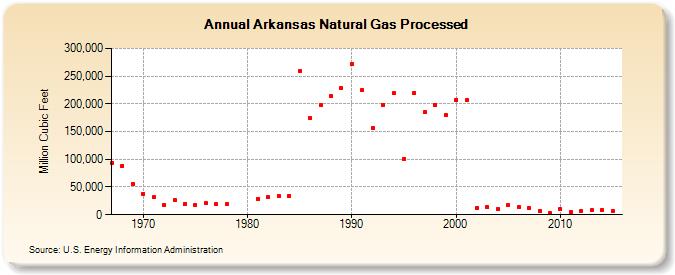 Annual Arkansas Natural Gas Processed
Million Cubic Feet
300,000
250,000
200,000
150,000
100,000
50,000
0
1970 1980 1990 2000 2010
Source: U.S. Energy Information Administration